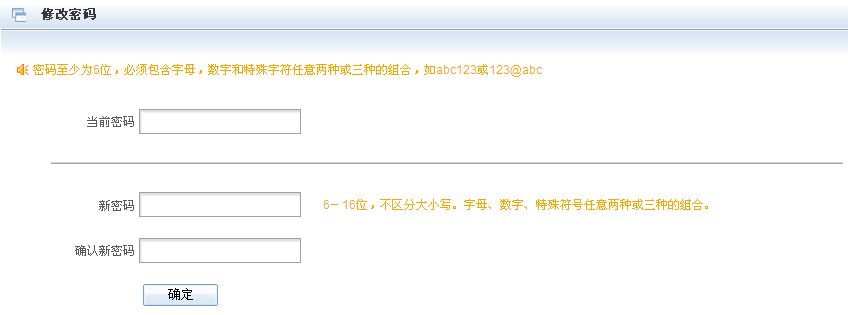 修改密码
密码至少为6位，必须包含字母，数字和特殊字符任意两种或三种的组合，如abc123或123@abc
当前密码
新密码 6－16位，不区分大小写。字母、数字、特殊符号任意两种或三种的组合。
确认新密码
确定